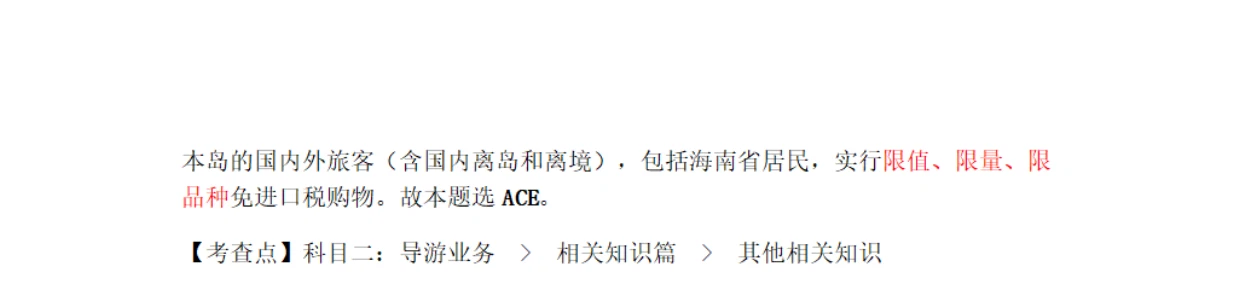 本岛的国内外旅客（含国内离岛和离境），包括海南省居民，实行限值、限量、限
品种免进口税购物。故本题选 ACE。
【考查点】科目二：导游业务 > 相关知识篇 > 其他相关知识